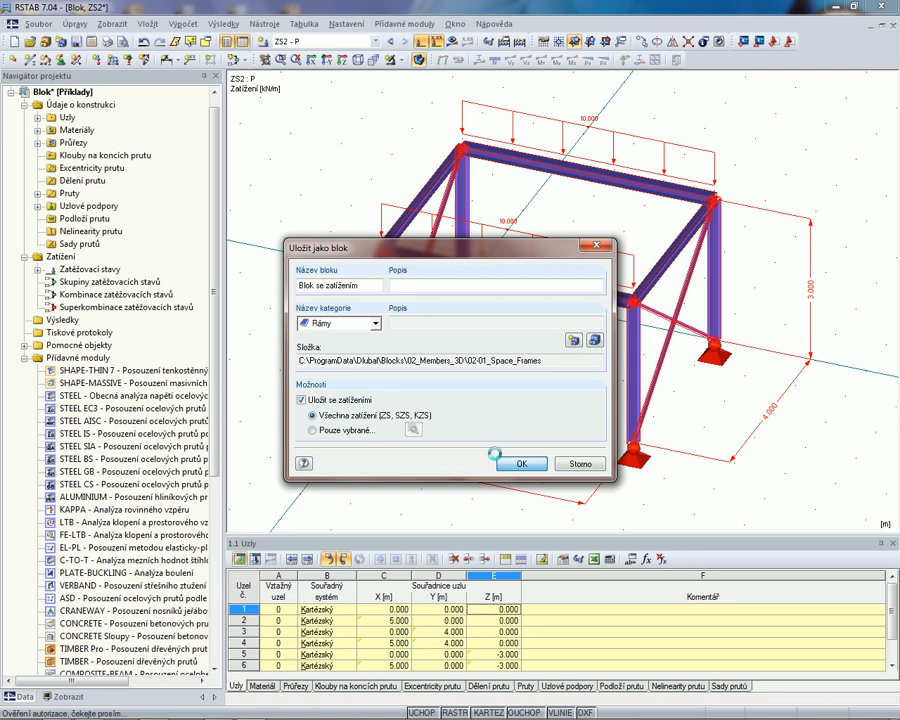 RSTAB 7.04 - [Blok, ZS2*]
Soubor Úpravy Zobrazit Vložit Výpočet Výsledky Nástroje Tabulka Nastavení Přídavné moduly Okno Nápověda
ZS2 - P
Navigátor projektu
Blok* [Příklady]
Údaje o konstrukci
Uzly
Materiály
Průřezy
Klouby na koncích prutu
Excentricity prutu
Dělení prutu
Pruty
Uzlové podpory
Podloží prutu
Nelinearity prutu
Sady prutů
Zatížení
Zatěžovací stavy
Skupiny zatěžovacích stavů
Kombinace zatěžovacích stavů
Superkombinace zatěžovacích stavů
Výsledky
Tiskové protokoly
Pomocné objekty
Přídavné moduly
SHAPE-THIN 7 - Posouzení tenkostěnný
SHAPE-MASSIVE - Posouzení masivních
STEEL - Obecná analýza napětí ocelových
STEEL EC3 - Posouzení ocelových prutů
STEEL AISC - Posouzení ocelových prutů
STEEL IS - Posouzení ocelových prutů
STEEL SIA - Posouzení ocelových prutů
STEEL BS - Posouzení ocelových prutů
STEEL GB - Posouzení ocelových prutů
STEEL CS - Posouzení ocelových prutů
ALUMINIUM - Posouzení hliníkových pr
KAPPA - Rovinného vzpěru
LTB - Analýza klopení a prostorového vz
FE-LTB - Analýza klopení a prostorového
EL-PL - Posouzení metodou elasticky-pl
C-TO-T - Analýza mezních hodnot štíhl
PLATE-BUCKLING - Analýza boulení
VERBAND - Posouzení střešního ztužení
ASD - Posouzení ocelových prutů podle
CRANEWAY - Posouzení nosníků jeřábov
CONCRETE - Posouzení betonových pru
CONCRETE Sloupy - Posouzení betonový
TIMBER Pro - Posouzení dřevěných prutů
TIMBER - Posouzení dřevěných prutů
COMPOSITE-BEAM - Posouzení ocelobe
Data Zobrazit
ZS2 : P
Zatížení [kN/m]
10.000
10.000
3.000
4.000
[m]
Uložit jako blok
Název bloku Popis
Blok se zatížením
Název kategorie Popis
Rámy
Složka:
C:\ProgramData\Dlubal\Blocks\02_Members_3D\02-01_Space_Frames
Možnosti
Uložit se zatíženími
Všechna zatížení (ZS, SZS, KZS)
Pouze vybrané...
OK Storno
1.1 Uzly
A B C D E F
Uzel č. Vztažný uzel Souřadný systém Souřadnice uzlu X [m] Y [m] Z [m] Komentář
1 0 Kartézský 0.000 0.000 0.000
2 0 Kartézský 5.000 0.000 0.000
3 0 Kartézský 0.000 4.000 0.000
4 0 Kartézský 5.000 4.000 0.000
5 0 Kartézský 0.000 0.000 -3.000
6 0 Kartézský 5.000 0.000 -3.000
Uzly Materiál Průřezy Klouby na koncích prutu Excentricity prutu Dělení prutu Pruty Uzlové podpory Podloží prutu Nelinearity prutu Sady prutů
Ověření autorizace, čekejte prosím... UCHOP RASTR KARTEZ OUCHOP VLINIE DXF